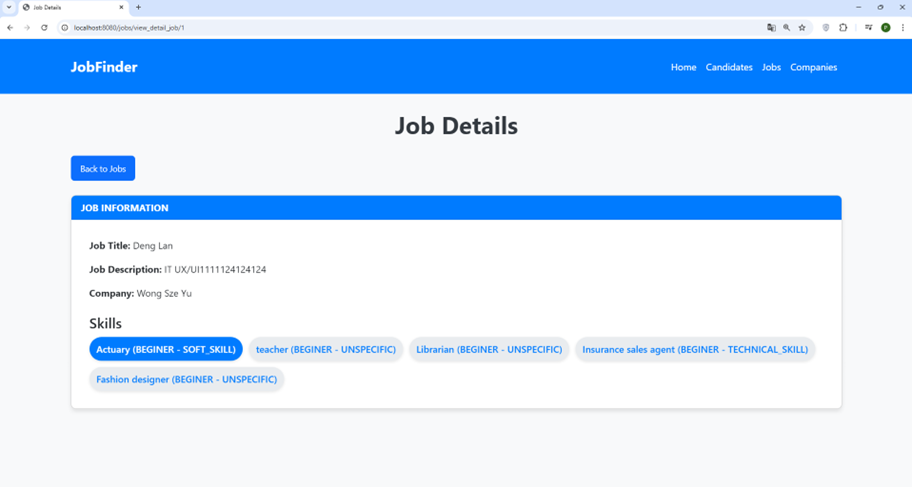 Job Details
localhost:8080/jobs/view_detail_job/1
P
JobFinder
Home Candidates Jobs Companies
Job Details
Back to Jobs
JOB INFORMATION
Job Title: Deng Lan
Job Description: IT UX/UI1111124124124
Company: Wong Sze Yu
Skills
Actuary (BEGINER - SOFT_SKILL) teacher (BEGINER - UNSPECIFIC) Librarian (BEGINER - UNSPECIFIC) Insurance sales agent (BEGINER - TECHNICAL_SKILL)
Fashion designer (BEGINER - UNSPECIFIC)